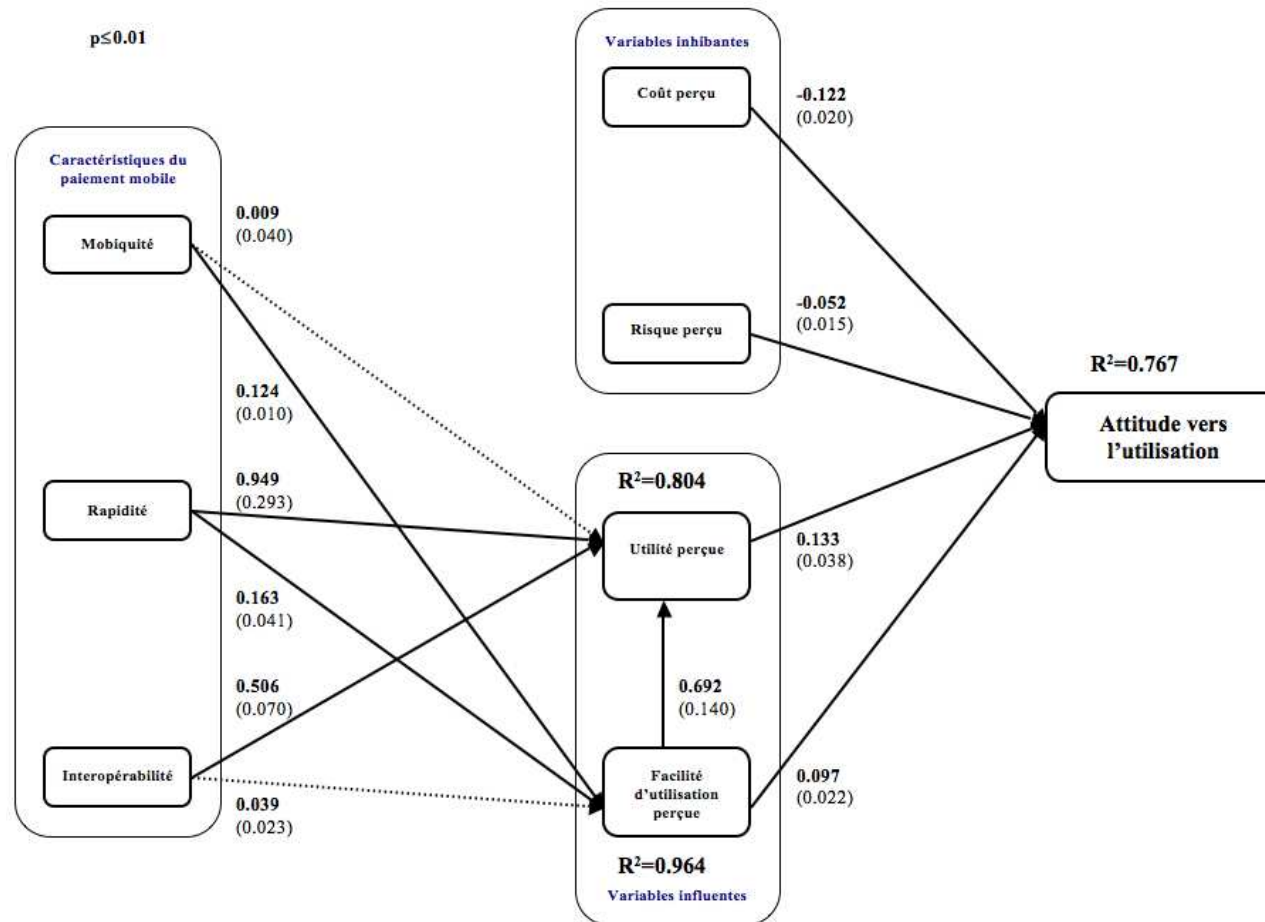 p≤0.01
Variables inhibantes
Coût perçu
-0.122
(0.020)
Risque perçu
-0.052
(0.015)
Caractéristiques du
paiement mobile
Mobiquité
0.009
(0.040)
0.124
(0.010)
Rapidité
0.949
(0.293)
0.163
(0.041)
0.506
(0.070)
Interopérabilité
0.039
(0.023)
R²=0.804
Utilité perçue
0.133
(0.038)
0.692
(0.140)
Facilité
d’utilisation
perçue
0.097
(0.022)
R²=0.964
Variables influentes
R²=0.767
Attitude vers
l’utilisation